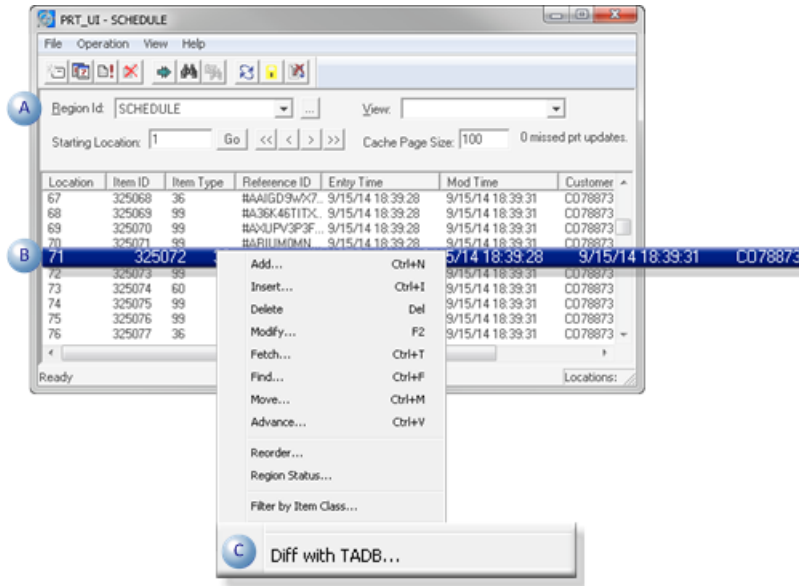 PRT_UI - SCHEDULE
File Operation View Help
A Region Id: SCHEDULE ... View:
Starting Location: 1 Go << < > >> Cache Page Size: 100 0 missed prt updates.
Location Item ID Item Type Reference ID Entry Time Mod Time Customer
67 325068 36 9/15/14 18:39:28 9/15/14 18:39:31 C078873
68 325069 99 9/15/14 18:39:28 9/15/14 18:39:31 C078873
69 325070 99 9/15/14 18:39:28 9/15/14 18:39:31 C078873
70 325071 99 9/15/14 18:39:28 9/15/14 18:39:31 C078873
B 71 325072 5/14 18:39:28 9/15/14 18:39:31 C078873
72 325073 99 9/15/14 18:39:31 C078873
73 325074 60 9/15/14 18:39:31 C078873
74 325075 99 9/15/14 18:39:31 C078873
75 325076 99 9/15/14 18:39:31 C078873
76 325077 36 9/15/14 18:39:31 C078873
Ready Locations:
Add... Ctrl+N
Insert... Ctrl+I
Delete Del
Modify... F2
Fetch... Ctrl+T
Find... Ctrl+F
Move... Ctrl+M
Advance... Ctrl+V
Reorder...
Region Status...
Filter by Item Class...
C Diff with TADB...